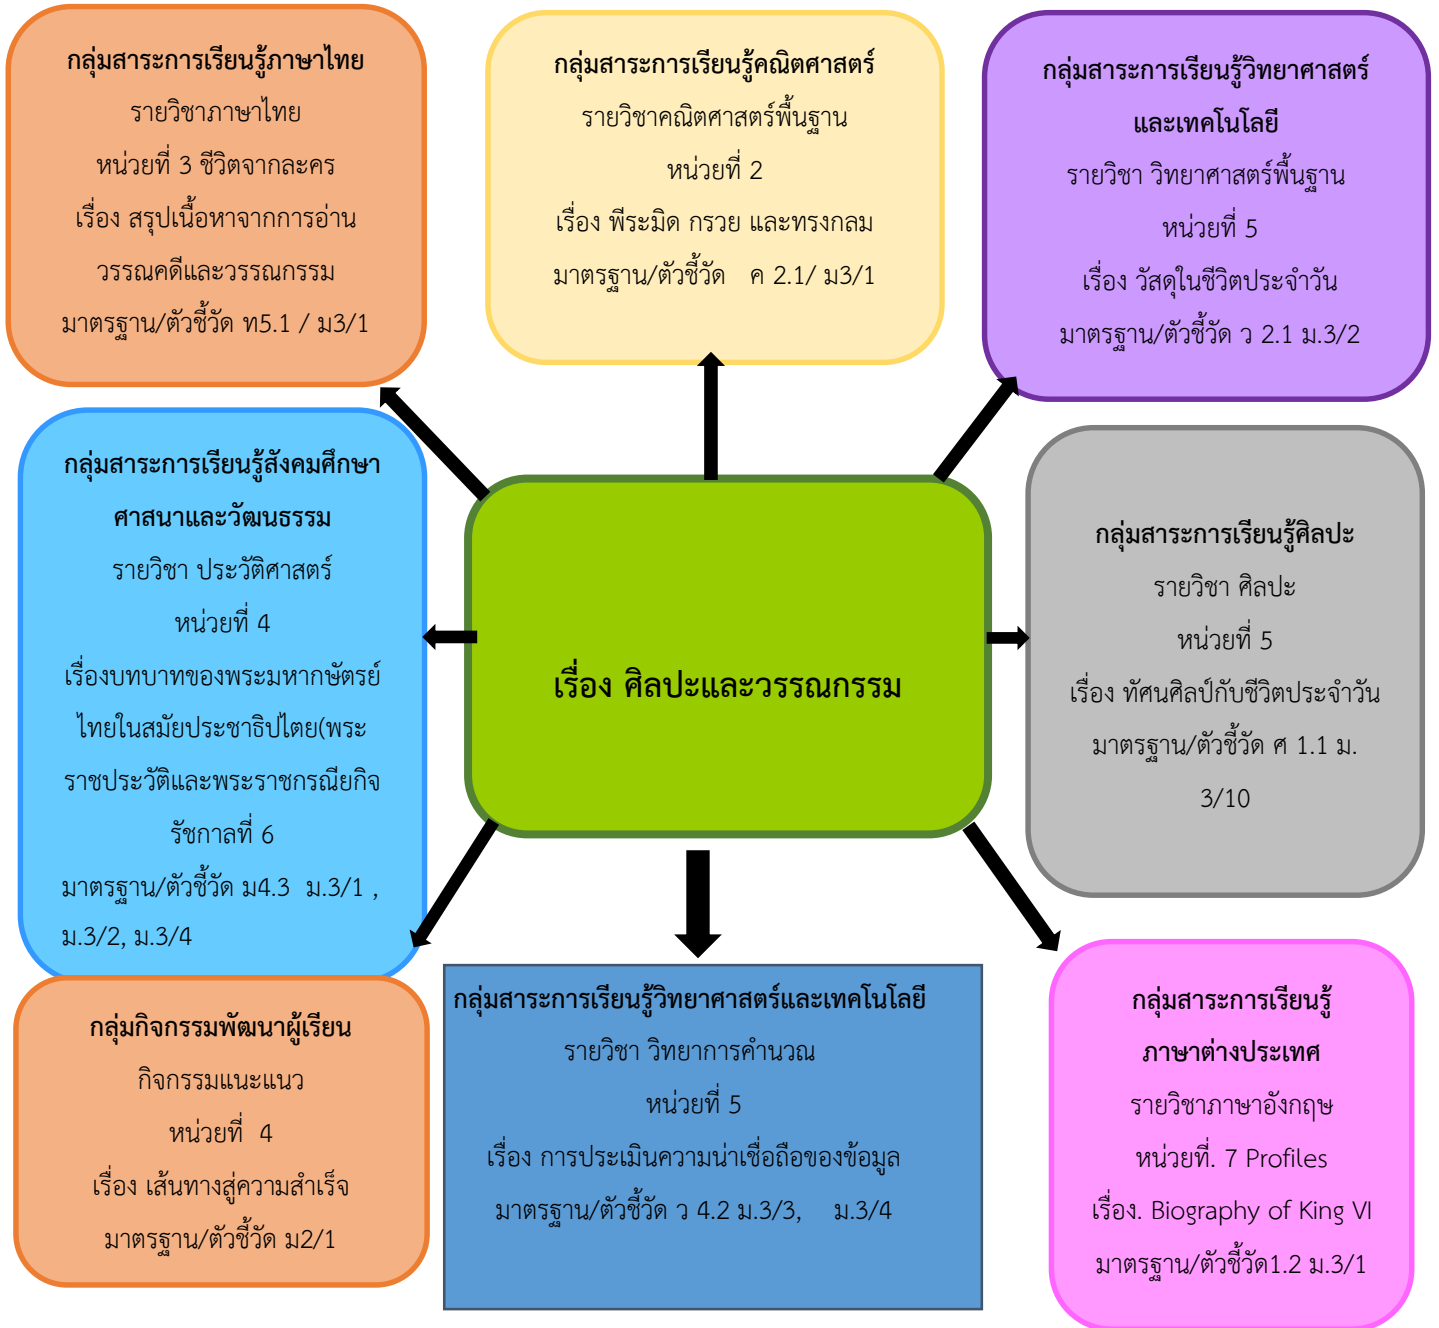 กลุ่มสาระการเรียนรู้ภาษาไทย
รายวิชาภาษาไทย
หน่วยที่ 3 ชีวิตจากละคร
เรื่อง สรุปเนื้อหาจากการอ่าน
วรรณคดีและวรรณกรรม
มาตรฐาน/ตัวชี้วัด ท5.1 / ม3/1
กลุ่มสาระการเรียนรู้คณิตศาสตร์
รายวิชาคณิตศาสตร์พื้นฐาน
หน่วยที่ 2
เรื่อง พีระมิด กรวย และทรงกลม
มาตรฐาน/ตัวชี้วัด ค 2.1/ ม3/1
กลุ่มสาระการเรียนรู้วิทยาศาสตร์
และเทคโนโลยี
รายวิชา วิทยาศาสตร์พื้นฐาน
หน่วยที่ 5
เรื่อง วัสดุในชีวิตประจำวัน
มาตรฐาน/ตัวชี้วัด ว 2.1 ม.3/2
กลุ่มสาระการเรียนรู้สังคมศึกษา
ศาสนาและวัฒนธรรม
รายวิชา ประวัติศาสตร์
หน่วยที่ 4
เรื่องบทบาทของพระมหากษัตรย์
ไทยในสมัยประชาธิปไตย(พระ
ราชประวัติและพระราชกรณียกิจ
รัชกาลที่ 6
มาตรฐาน/ตัวชี้วัด ม4.3 ม.3/1 ,
ม.3/2, ม.3/4
เรื่อง ศิลปะและวรรณกรรม
กลุ่มสาระการเรียนรู้ศิลปะ
รายวิชา ศิลปะ
หน่วยที่ 5
เรื่อง ทัศนศิลป์กับชีวิตประจำวัน
มาตรฐาน/ตัวชี้วัด ศ 1.1 ม.
3/10
กลุ่มกิจกรรมพัฒนาผู้เรียน
กิจกรรมแนะแนว
หน่วยที่ 4
เรื่อง เส้นทางสู่ความสำเร็จ
มาตรฐาน/ตัวชี้วัด ม2/1
กลุ่มสาระการเรียนรู้วิทยาศาสตร์และเทคโนโลยี
รายวิชา วิทยาการคำนวณ
หน่วยที่ 5
เรื่อง การประเมินความน่าเชื่อถือของข้อมูล
มาตรฐาน/ตัวชี้วัด ว 4.2 ม.3/3, ม.3/4
กลุ่มสาระการเรียนรู้
ภาษาต่างประเทศ
รายวิชาภาษาอังกฤษ
หน่วยที่. 7 Profiles
เรื่อง. Biography of King VI
มาตรฐาน/ตัวชี้วัด1.2 ม.3/1